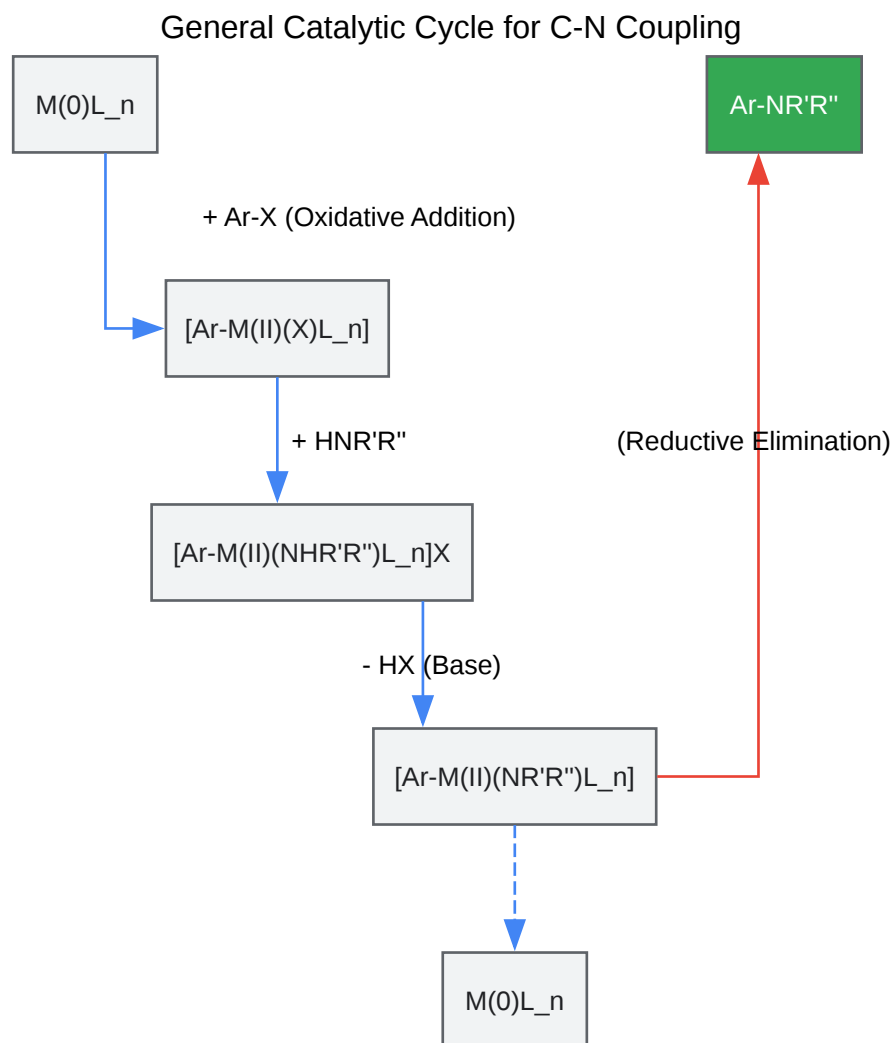 General Catalytic Cycle for C-N Coupling
M(0)L_n
Ar-NR'R"
+ Ar-X (Oxidative Addition)
[Ar-M(II)(X)L_n]
+ HNR'R"
(Reductive Elimination)
[Ar-M(II)(NHR'R")L_n]X
- HX (Base)
[Ar-M(II)(NR'R")L_n]
M(0)L_n